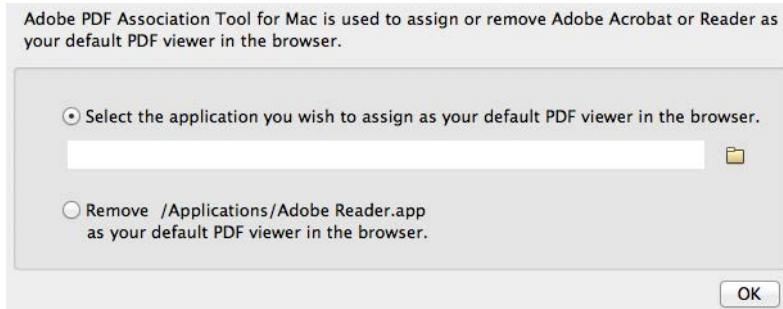 Adobe PDF Association Tool for Mac is used to assign or remove Adobe Acrobat or Reader as
your default PDF viewer in the browser.
Select the application you wish to assign as your default PDF viewer in the browser.
Remove /Applications/Adobe Reader.app
as your default PDF viewer in the browser.
OK